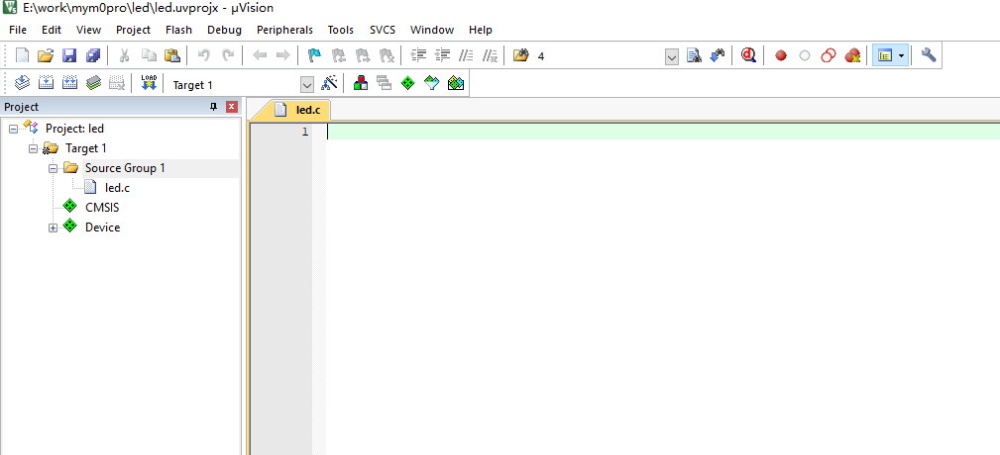 E:\work\mym0pro\led\led.uvprojx - µVision
File Edit View Project Flash Debug Peripherals Tools SVCS Window Help
4
LOAD Target 1
Project
led.c
Project: led
1
Target 1
Source Group 1
led.c
CMSIS
Device